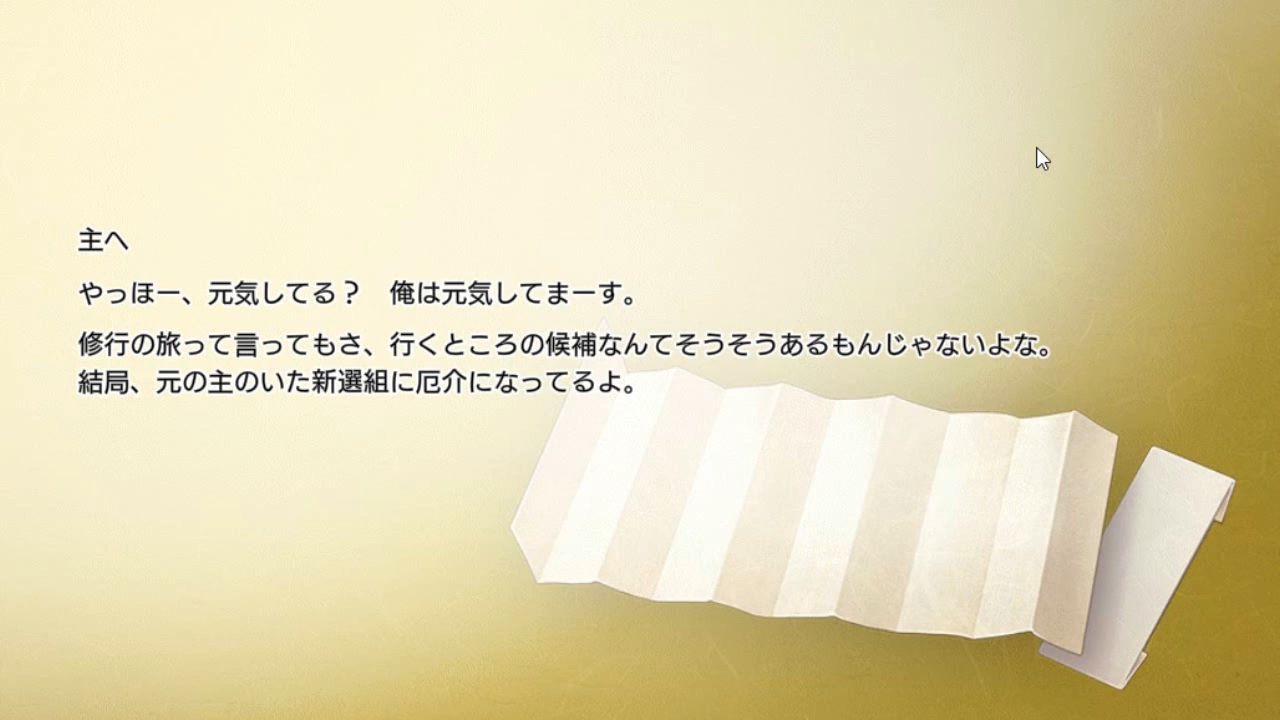 主へ
やっほー、元気してる？　俺は元気してまーす。
修行の旅って言ってもさ、行くところの候補なんてそうそうあるもんじゃないよな。
結局、元の主のいた新選組に厄介になってるよ。